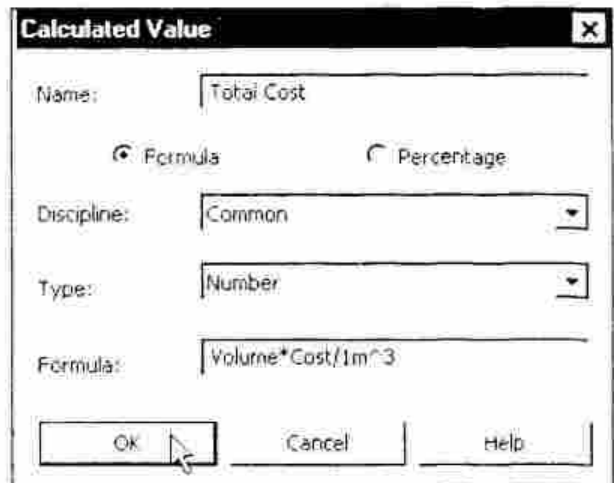 Calculated Value
Name: Total Cost
Formula Percentage
Discipline: Common
Type: Number
Formula: Volume*Cost/1m^3
OK Cancel Help